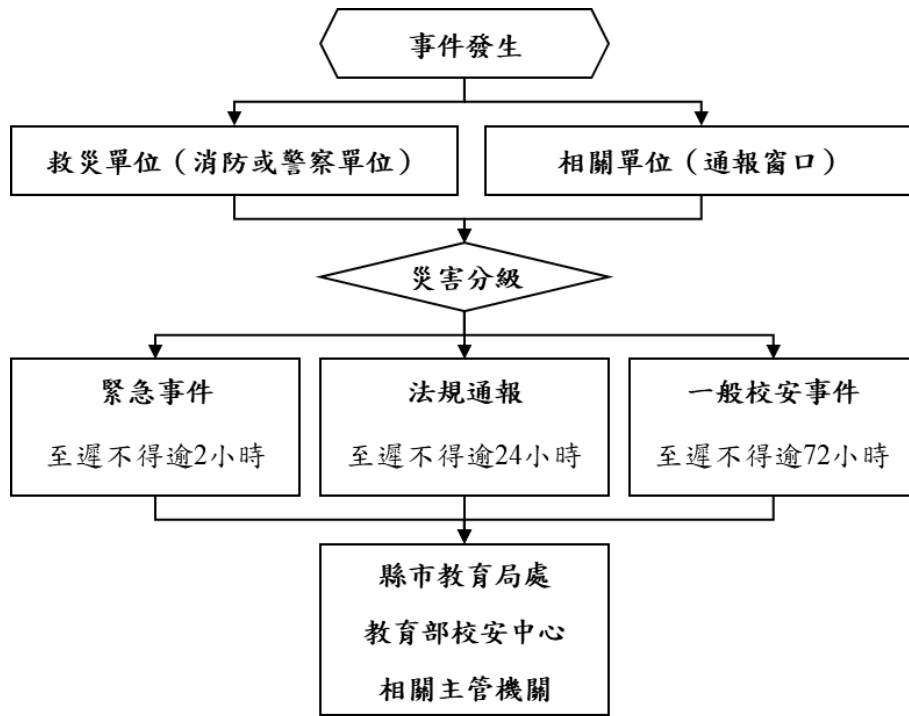 事件發生
救災單位（消防或警察單位）
相關單位（通報窗口）
災害分級
緊急事件
至遲不得逾2小時
法規通報
至遲不得逾24小時
一般校安事件
至遲不得逾72小時
縣市教育局處
教育部校安中心
相關主管機關